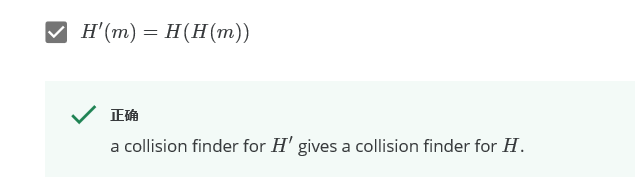 H′(m) = H(H(m))
正确
a collision finder for H′ gives a collision finder for H.